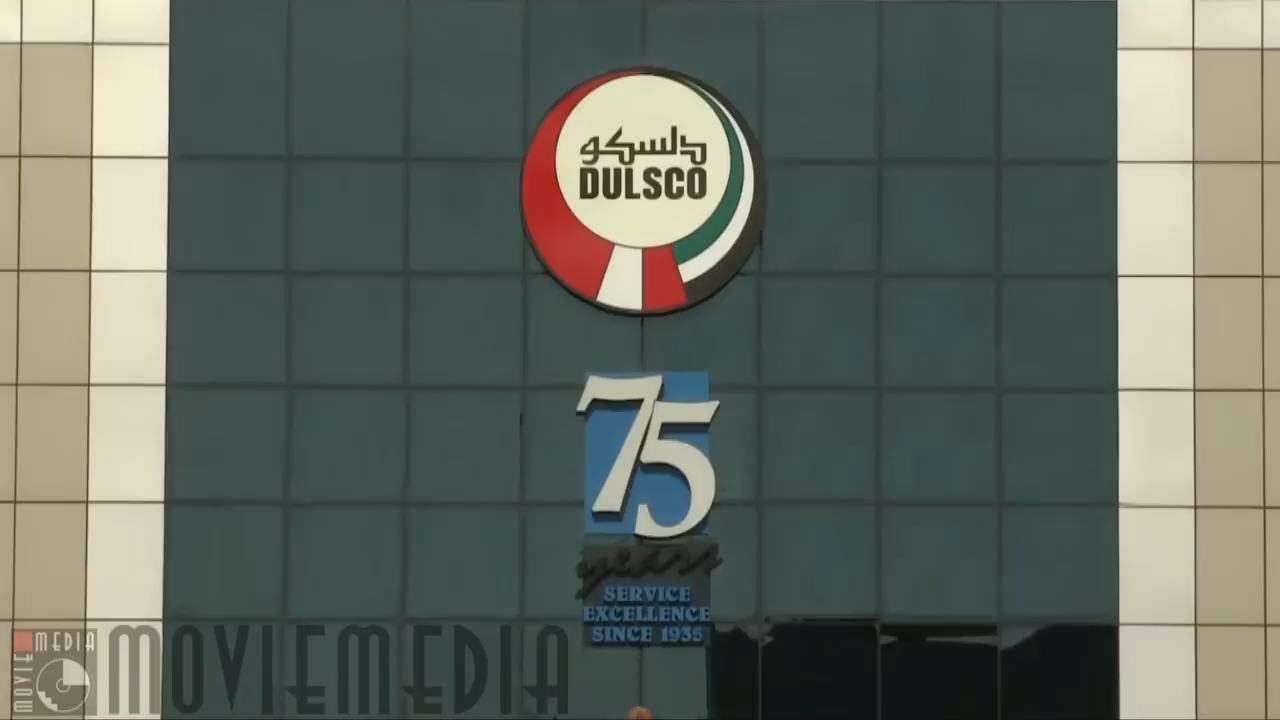 دلسكو
DULSCO
75
years
SERVICE
EXCELLENCE
SINCE 1935
MOVIE MEDIA
MOVIEMEDIA